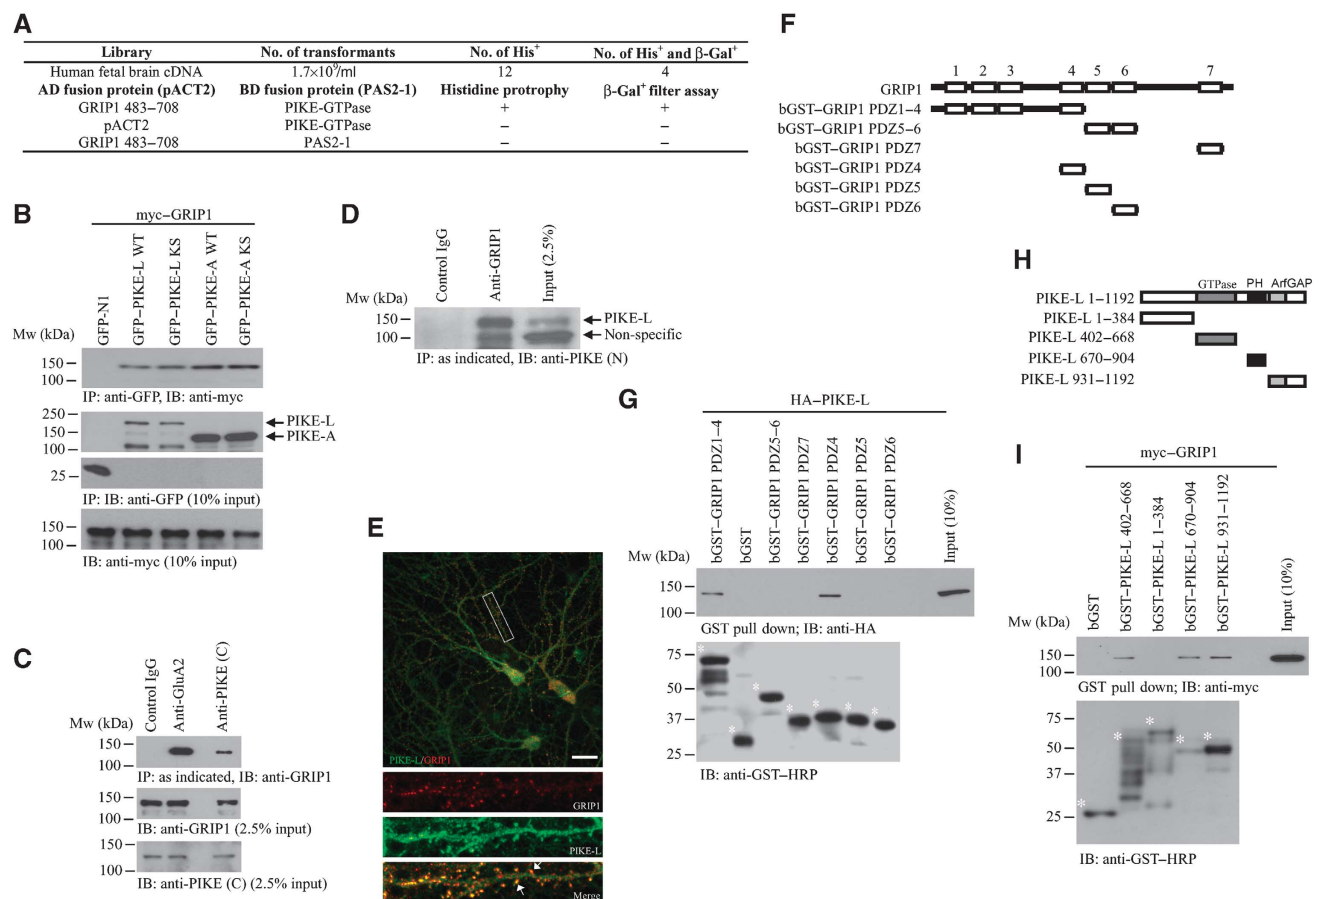 A
Library No. of transformants No. of His+ No. of His+ and β-Gal+
Human fetal brain cDNA 1.7×10⁹/ml 12 4
AD fusion protein (pACT2) BD fusion protein (PAS2-1) Histidine protrophy β-Gal+ filter assay
GRIP1 483–708 PIKE-GTPase + +
pACT2 PIKE-GTPase – –
GRIP1 483–708 PAS2-1 – –
B
myc–GRIP1
GFP-N1
GFP–PIKE-L WT
GFP–PIKE-L KS
GFP–PIKE-A WT
GFP–PIKE-A KS
Mw (kDa)
150
100
IP: anti-GFP, IB: anti-myc
250
150
100
PIKE-L
PIKE-A
25
IP: IB: anti-GFP (10% input)
150
100
IB: anti-myc (10% input)
C
Control IgG
Anti-GluA2
Anti-PIKE (C)
Mw (kDa)
150
100
IP: as indicated, IB: anti-GRIP1
150
100
IB: anti-GRIP1 (2.5% input)
150
100
IB: anti-PIKE (C) (2.5% input)
D
Control IgG
Anti-GRIP1
Input (2.5%)
Mw (kDa)
150
100
PIKE-L
Non-specific
IP: as indicated, IB: anti-PIKE (N)
E
PIKE-L/GRIP1
GRIP1
PIKE-L
Merge
F
1 2 3 4 5 6 7
GRIP1
bGST–GRIP1 PDZ1–4
bGST–GRIP1 PDZ5–6
bGST–GRIP1 PDZ7
bGST–GRIP1 PDZ4
bGST–GRIP1 PDZ5
bGST–GRIP1 PDZ6
G
HA–PIKE-L
bGST–GRIP1 PDZ1–4
bGST
bGST–GRIP1 PDZ5–6
bGST–GRIP1 PDZ7
bGST–GRIP1 PDZ4
bGST–GRIP1 PDZ5
bGST–GRIP1 PDZ6
Input (10%)
Mw (kDa)
150
100
GST pull down; IB: anti-HA
75
50
37
25
* * * * * * *
IB: anti-GST–HRP
H
GTPase PH ArfGAP
PIKE-L 1–1192
PIKE-L 1–384
PIKE-L 402–668
PIKE-L 670–904
PIKE-L 931–1192
I
myc–GRIP1
bGST
bGST–PIKE-L 402–668
bGST–PIKE-L 1–384
bGST–PIKE-L 670–904
bGST–PIKE-L 931–1192
Input (10%)
Mw (kDa)
150
100
GST pull down; IB: anti-myc
75
50
37
25
* * * * *
IB: anti-GST–HRP